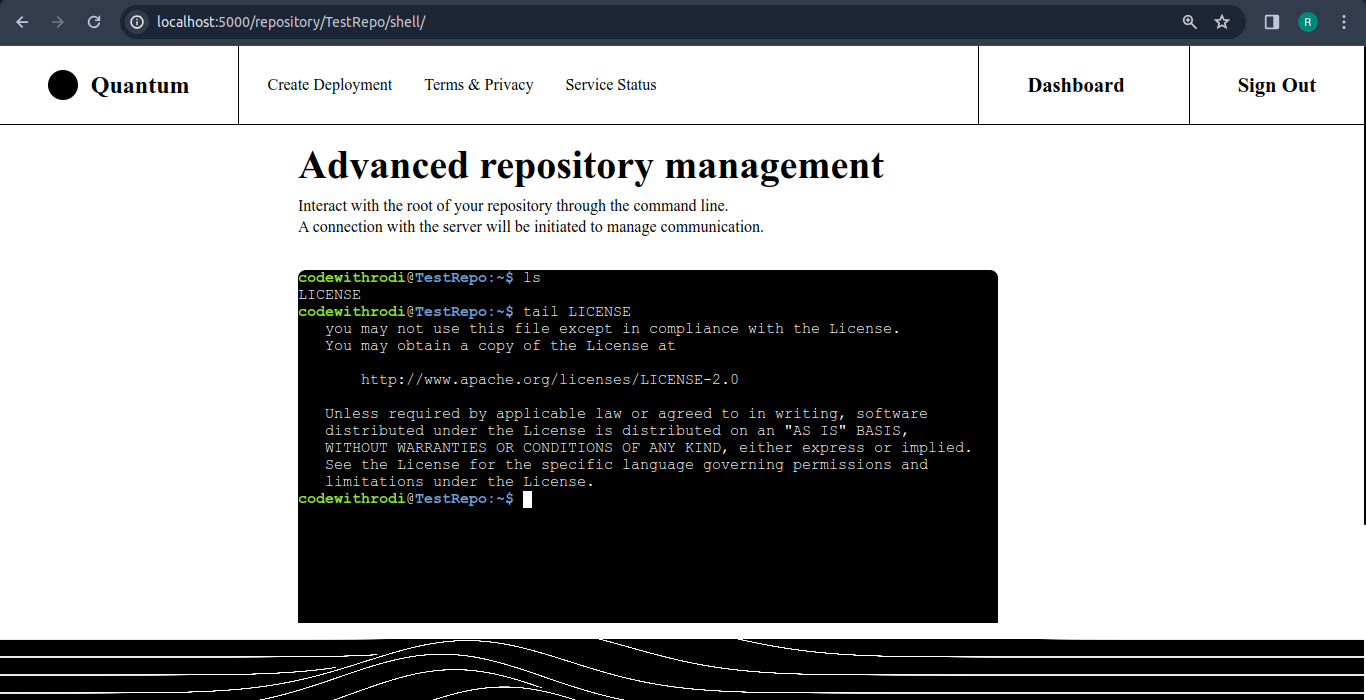 localhost:5000/repository/TestRepo/shell/
R
Quantum
Create Deployment
Terms & Privacy
Service Status
Dashboard
Sign Out
Advanced repository management
Interact with the root of your repository through the command line.
A connection with the server will be initiated to manage communication.
codewithrodi@TestRepo:~$ ls
LICENSE
codewithrodi@TestRepo:~$ tail LICENSE
you may not use this file except in compliance with the License.
You may obtain a copy of the License at
http://www.apache.org/licenses/LICENSE-2.0
Unless required by applicable law or agreed to in writing, software
distributed under the License is distributed on an "AS IS" BASIS,
WITHOUT WARRANTIES OR CONDITIONS OF ANY KIND, either express or implied.
See the License for the specific language governing permissions and
limitations under the License.
codewithrodi@TestRepo:~$